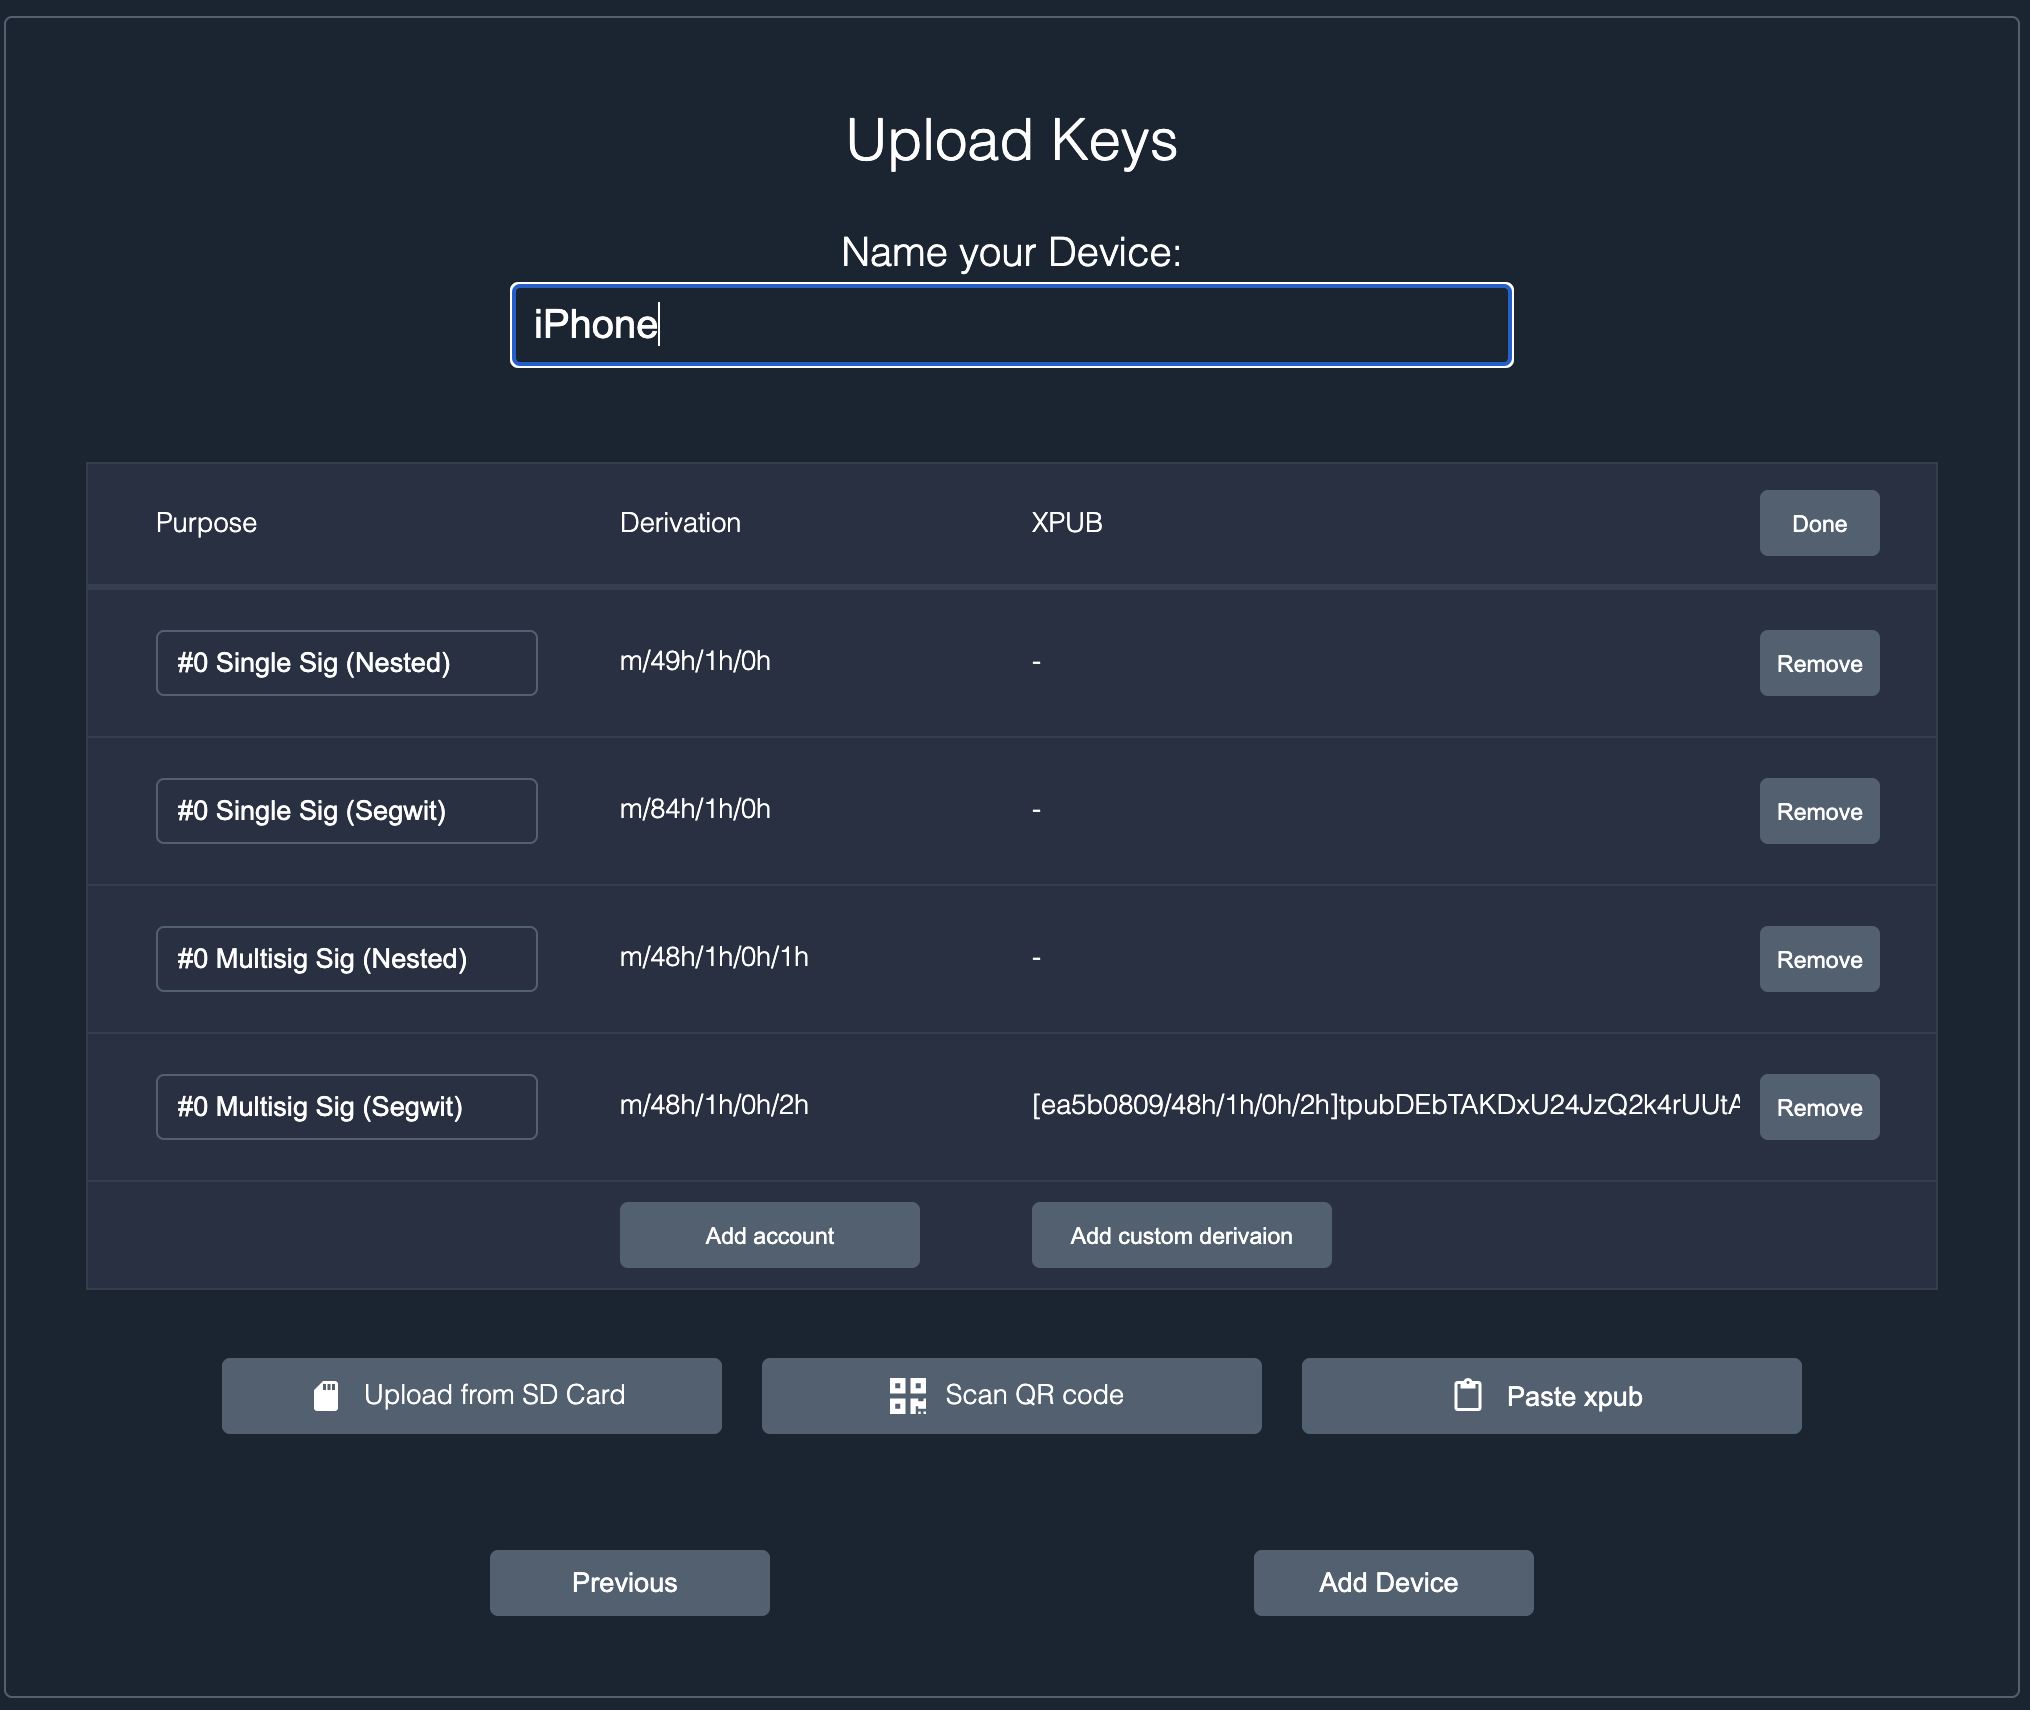 Upload Keys
Name your Device:
iPhone
Purpose Derivation XPUB Done
#0 Single Sig (Nested) m/49h/1h/0h - Remove
#0 Single Sig (Segwit) m/84h/1h/0h - Remove
#0 Multisig Sig (Nested) m/48h/1h/0h/1h - Remove
#0 Multisig Sig (Segwit) m/48h/1h/0h/2h [ea5b0809/48h/1h/0h/2h]tpubDEbTAKDxU24JzQ2k4rUUtA Remove
Add account Add custom derivaion
Upload from SD Card Scan QR code Paste xpub
Previous Add Device